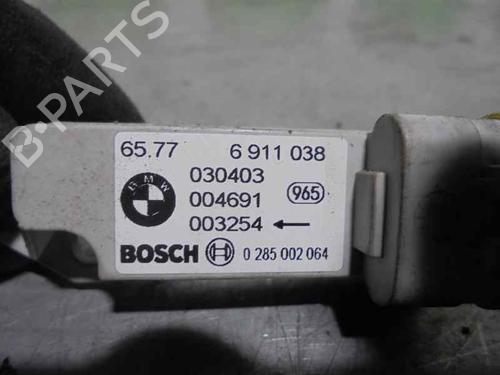 B-PARTS
65.77 6 911 038
030403
BMW
004691 965
003254 ←
BOSCH 0 285 002 064